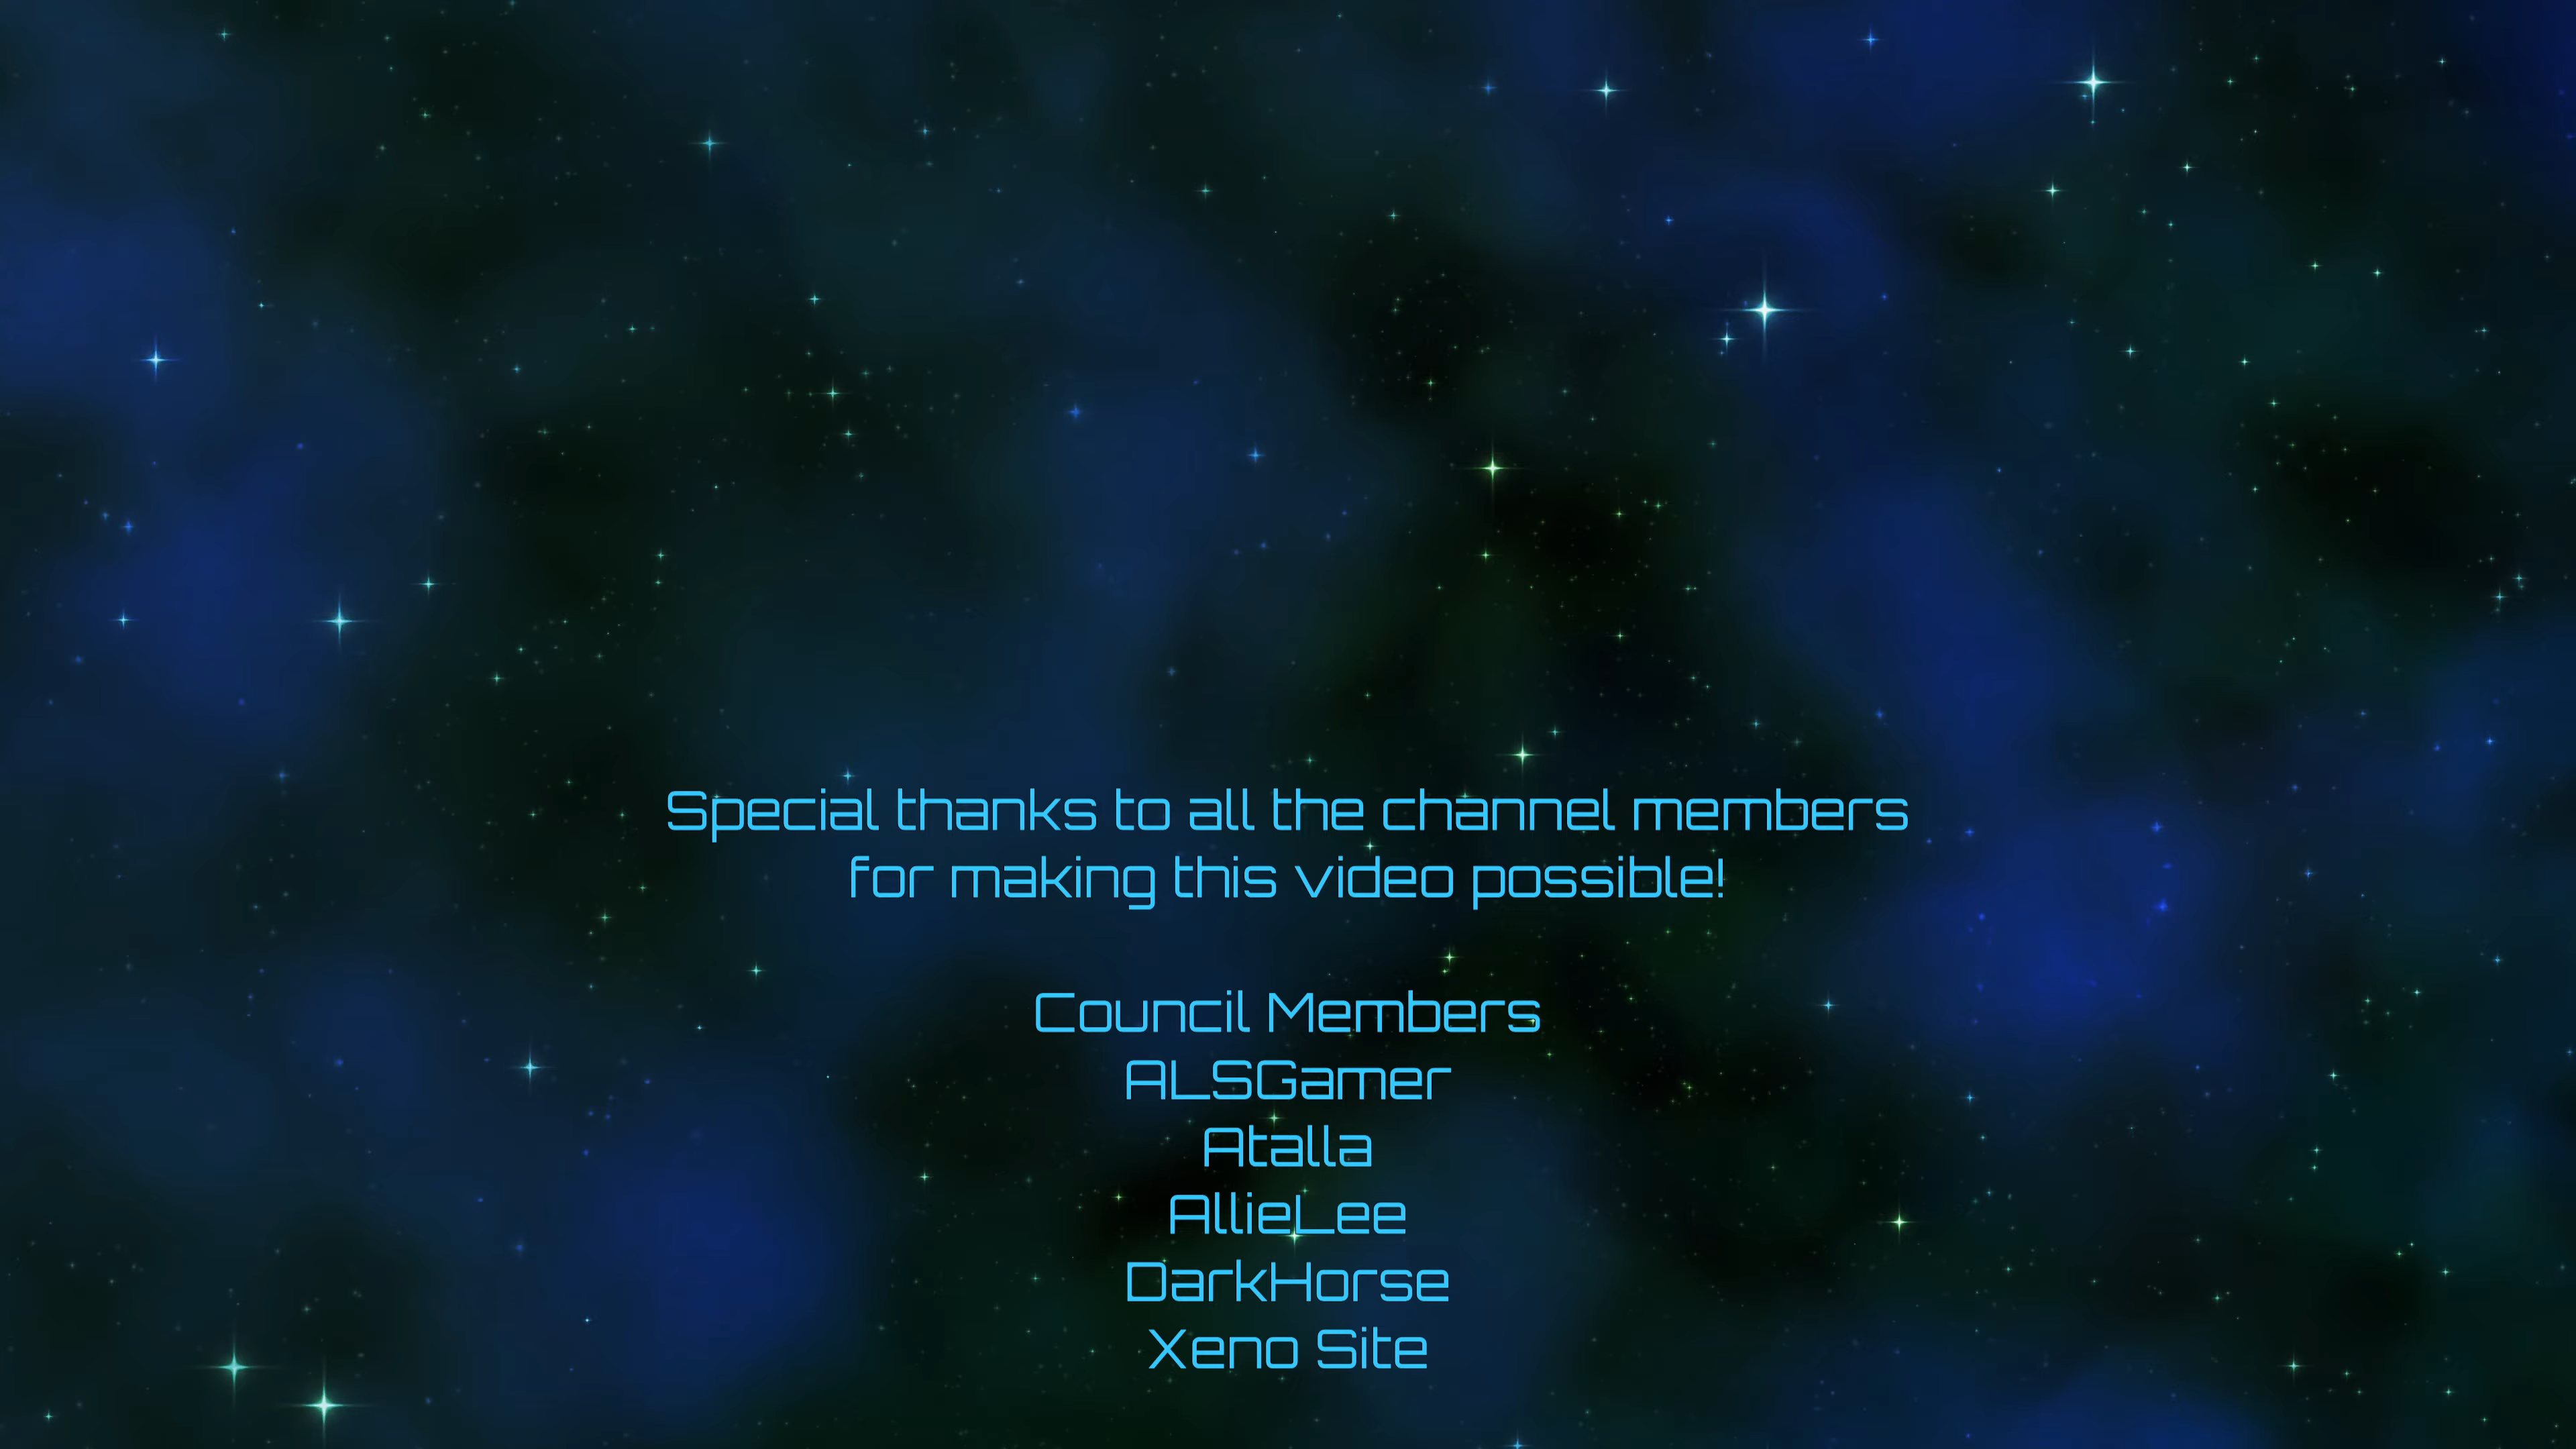 Special thanks to all the channel members
for making this video possible!
Council Members
ALSGamer
Atalla
AllieLee
DarkHorse
Xeno Site